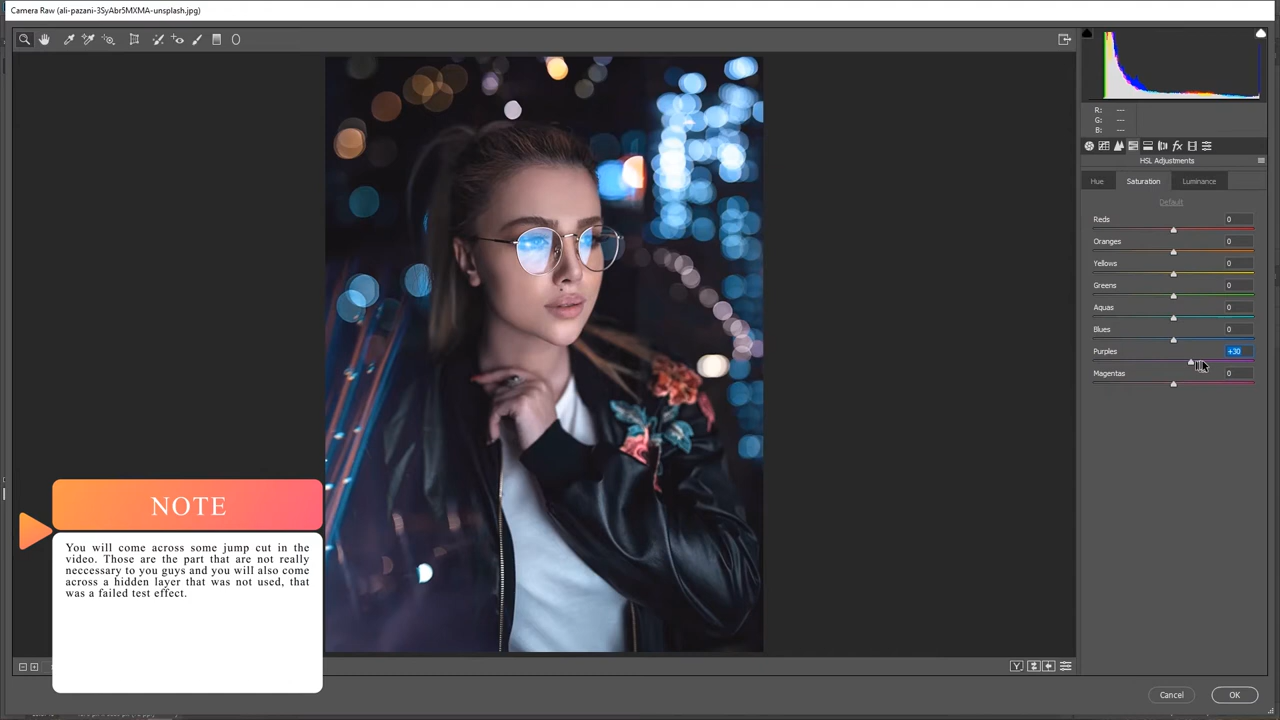 Camera Raw (ali-pazani-3SyAbr5MXMA-unsplash.jpg)
R: ---
G: ---
B: ---
fx
HSL Adjustments
Hue Saturation Luminance
Default
Reds 0
Oranges 0
Yellows 0
Greens 0
Aquas 0
Blues 0
Purples +30
Magentas 0
NOTE
You will come across some jump cut in the
video. Those are the part that are not really
neccessary to you guys and you will also come
across a hidden layer that was not used, that
was a failed test effect.
Y
Cancel OK